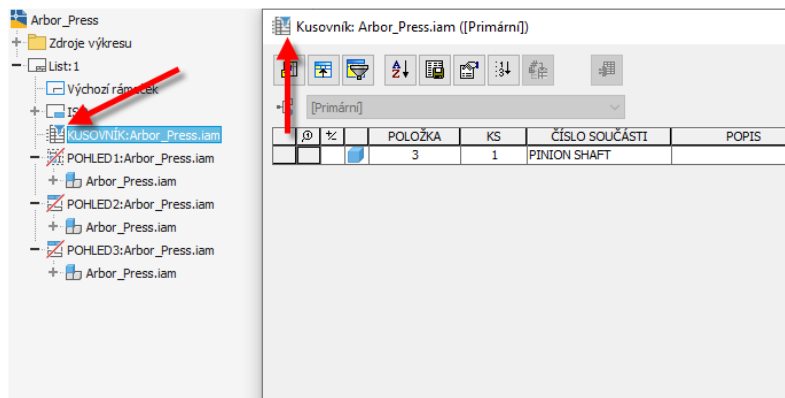 Arbor_Press
Zdroje výkresu
List:1
Výchozí rámeček
KUSOVNÍK:Arbor_Press.iam
POHLED1:Arbor_Press.iam
Arbor_Press.iam
POHLED2:Arbor_Press.iam
Arbor_Press.iam
POHLED3:Arbor_Press.iam
Arbor_Press.iam
Kusovník: Arbor_Press.iam ([Primární])
[Primární]
POLOŽKA KS ČÍSLO SOUČÁSTI POPIS
3 1 PINION SHAFT